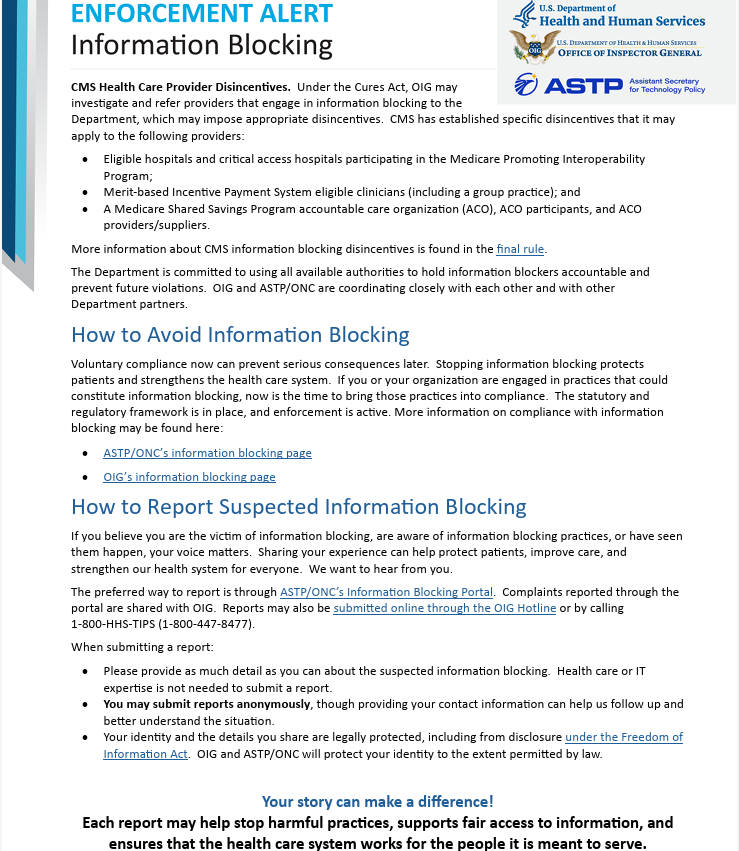 ENFORCEMENT ALERT
Information Blocking
U.S. Department of
Health and Human Services
OIG
U.S. DEPARTMENT OF HEALTH & HUMAN SERVICES
OFFICE OF INSPECTOR GENERAL
ASTP
Assistant Secretary
for Technology Policy
CMS Health Care Provider Disincentives.  Under the Cures Act, OIG may
investigate and refer providers that engage in information blocking to the
Department, which may impose appropriate disincentives.  CMS has established specific disincentives that it may
apply to the following providers:
• Eligible hospitals and critical access hospitals participating in the Medicare Promoting Interoperability
Program;
• Merit-based Incentive Payment System eligible clinicians (including a group practice); and
• A Medicare Shared Savings Program accountable care organization (ACO), ACO participants, and ACO
providers/suppliers.
More information about CMS information blocking disincentives is found in the final rule.
The Department is committed to using all available authorities to hold information blockers accountable and
prevent future violations.  OIG and ASTP/ONC are coordinating closely with each other and with other
Department partners.
How to Avoid Information Blocking
Voluntary compliance now can prevent serious consequences later.  Stopping information blocking protects
patients and strengthens the health care system.  If you or your organization are engaged in practices that could
constitute information blocking, now is the time to bring those practices into compliance.  The statutory and
regulatory framework is in place, and enforcement is active. More information on compliance with information
blocking may be found here:
• ASTP/ONC's information blocking page
• OIG's information blocking page
How to Report Suspected Information Blocking
If you believe you are the victim of information blocking, are aware of information blocking practices, or have seen
them happen, your voice matters.  Sharing your experience can help protect patients, improve care, and
strengthen our health system for everyone.  We want to hear from you.
The preferred way to report is through ASTP/ONC's Information Blocking Portal.  Complaints reported through the
portal are shared with OIG.  Reports may also be submitted online through the OIG Hotline or by calling
1-800-HHS-TIPS (1-800-447-8477).
When submitting a report:
• Please provide as much detail as you can about the suspected information blocking.  Health care or IT
expertise is not needed to submit a report.
• You may submit reports anonymously, though providing your contact information can help us follow up and
better understand the situation.
• Your identity and the details you share are legally protected, including from disclosure under the Freedom of
Information Act.  OIG and ASTP/ONC will protect your identity to the extent permitted by law.
Your story can make a difference!
Each report may help stop harmful practices, supports fair access to information, and
ensures that the health care system works for the people it is meant to serve.